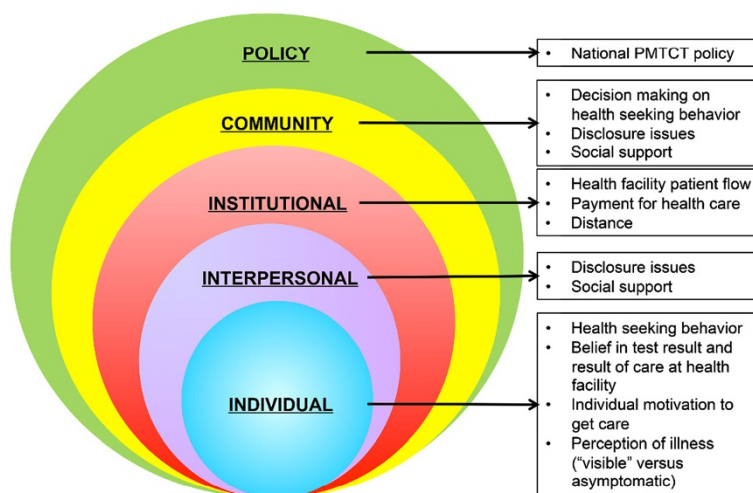 POLICY
• National PMTCT policy
COMMUNITY
• Decision making on
health seeking behavior
• Disclosure issues
• Social support
INSTITUTIONAL
• Health facility patient flow
• Payment for health care
• Distance
INTERPERSONAL
• Disclosure issues
• Social support
INDIVIDUAL
• Health seeking behavior
• Belief in test result and
result of care at health
facility
• Individual motivation to
get care
• Perception of illness
("visible" versus
asymptomatic)